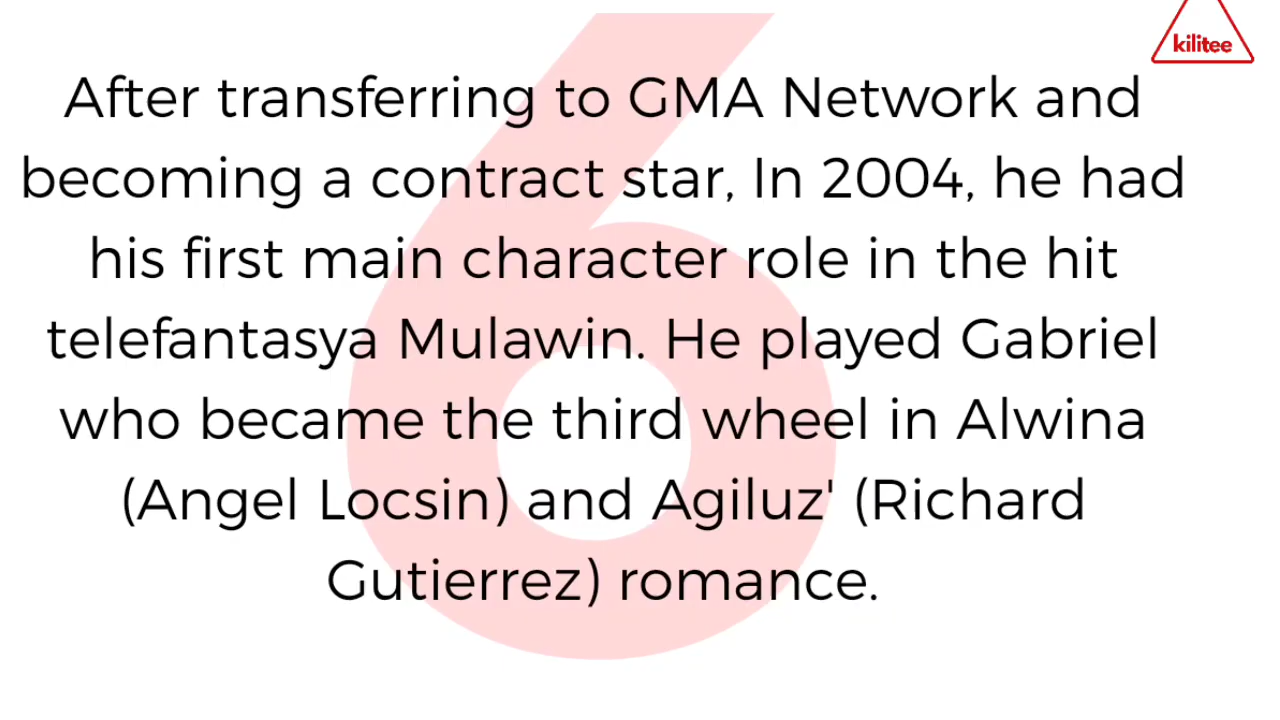 kilitee
After transferring to GMA Network and
becoming a contract star, In 2004, he had
his first main character role in the hit
telefantasya Mulawin. He played Gabriel
who became the third wheel in Alwina
(Angel Locsin) and Agiluz' (Richard
Gutierrez) romance.
6